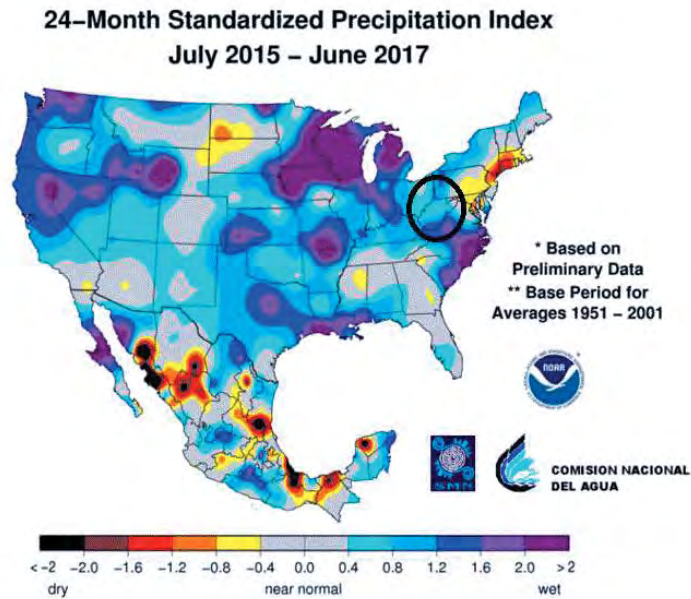 24−Month Standardized Precipitation Index
July 2015 − June 2017
* Based on
Preliminary Data
** Base Period for
Averages 1951 − 2001
NOAA
SMN
COMISION NACIONAL
DEL AGUA
<−2 −2.0 −1.6 −1.2 −0.8 −0.4 0.0 0.4 0.8 1.2 1.6 2.0 >2
dry near normal wet